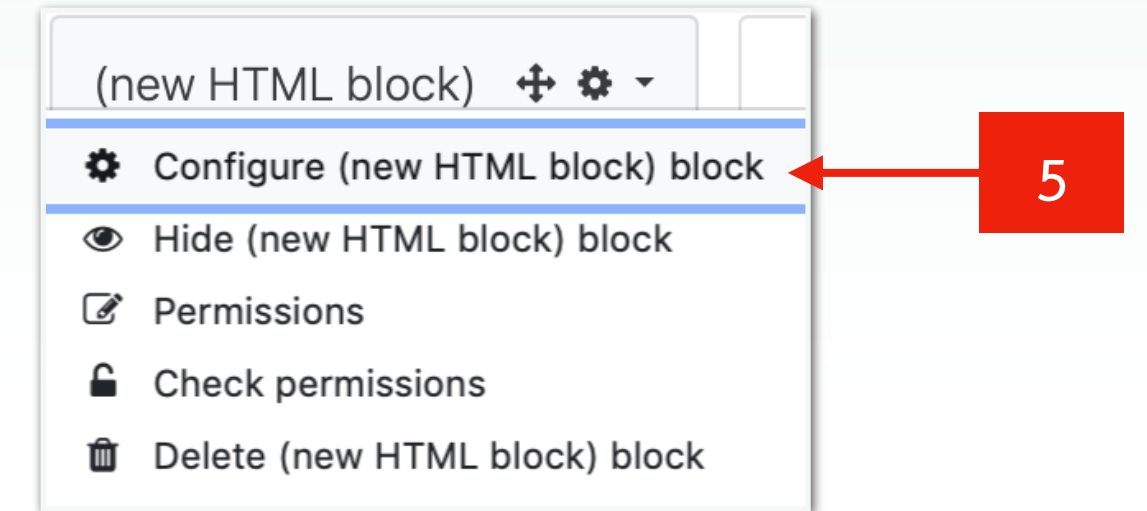 (new HTML block)
Configure (new HTML block) block
5
Hide (new HTML block) block
Permissions
Check permissions
Delete (new HTML block) block